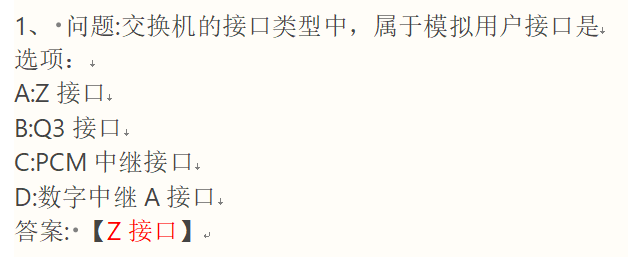 1、·问题:交换机的接口类型中，属于模拟用户接口是↓
选项：↓
A:Z 接口↓
B:Q3 接口↓
C:PCM 中继接口↓
D:数字中继 A 接口↓
答案:·【Z 接口】↵